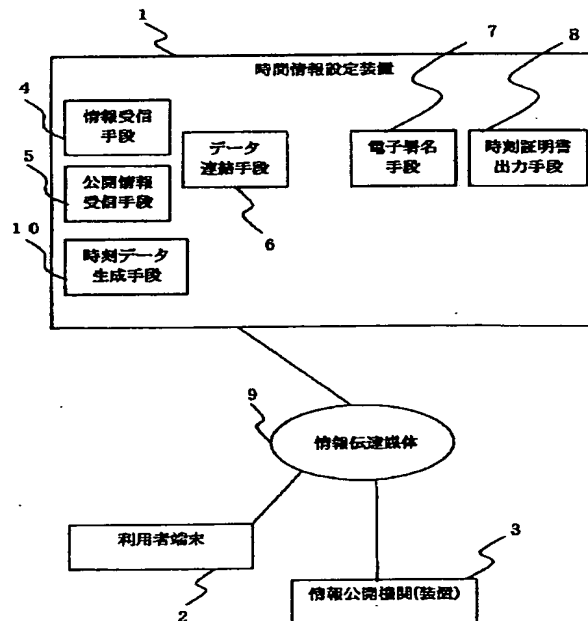 1
7
8
時間情報設定装置
4
情報受信
手段
データ
連結手段
電子署名
手段
時刻証明書
出力手段
5
公開情報
受信手段
6
10
時刻データ
生成手段
9
情報伝達媒体
利用者端末
2
3
情報公開機関(装置)